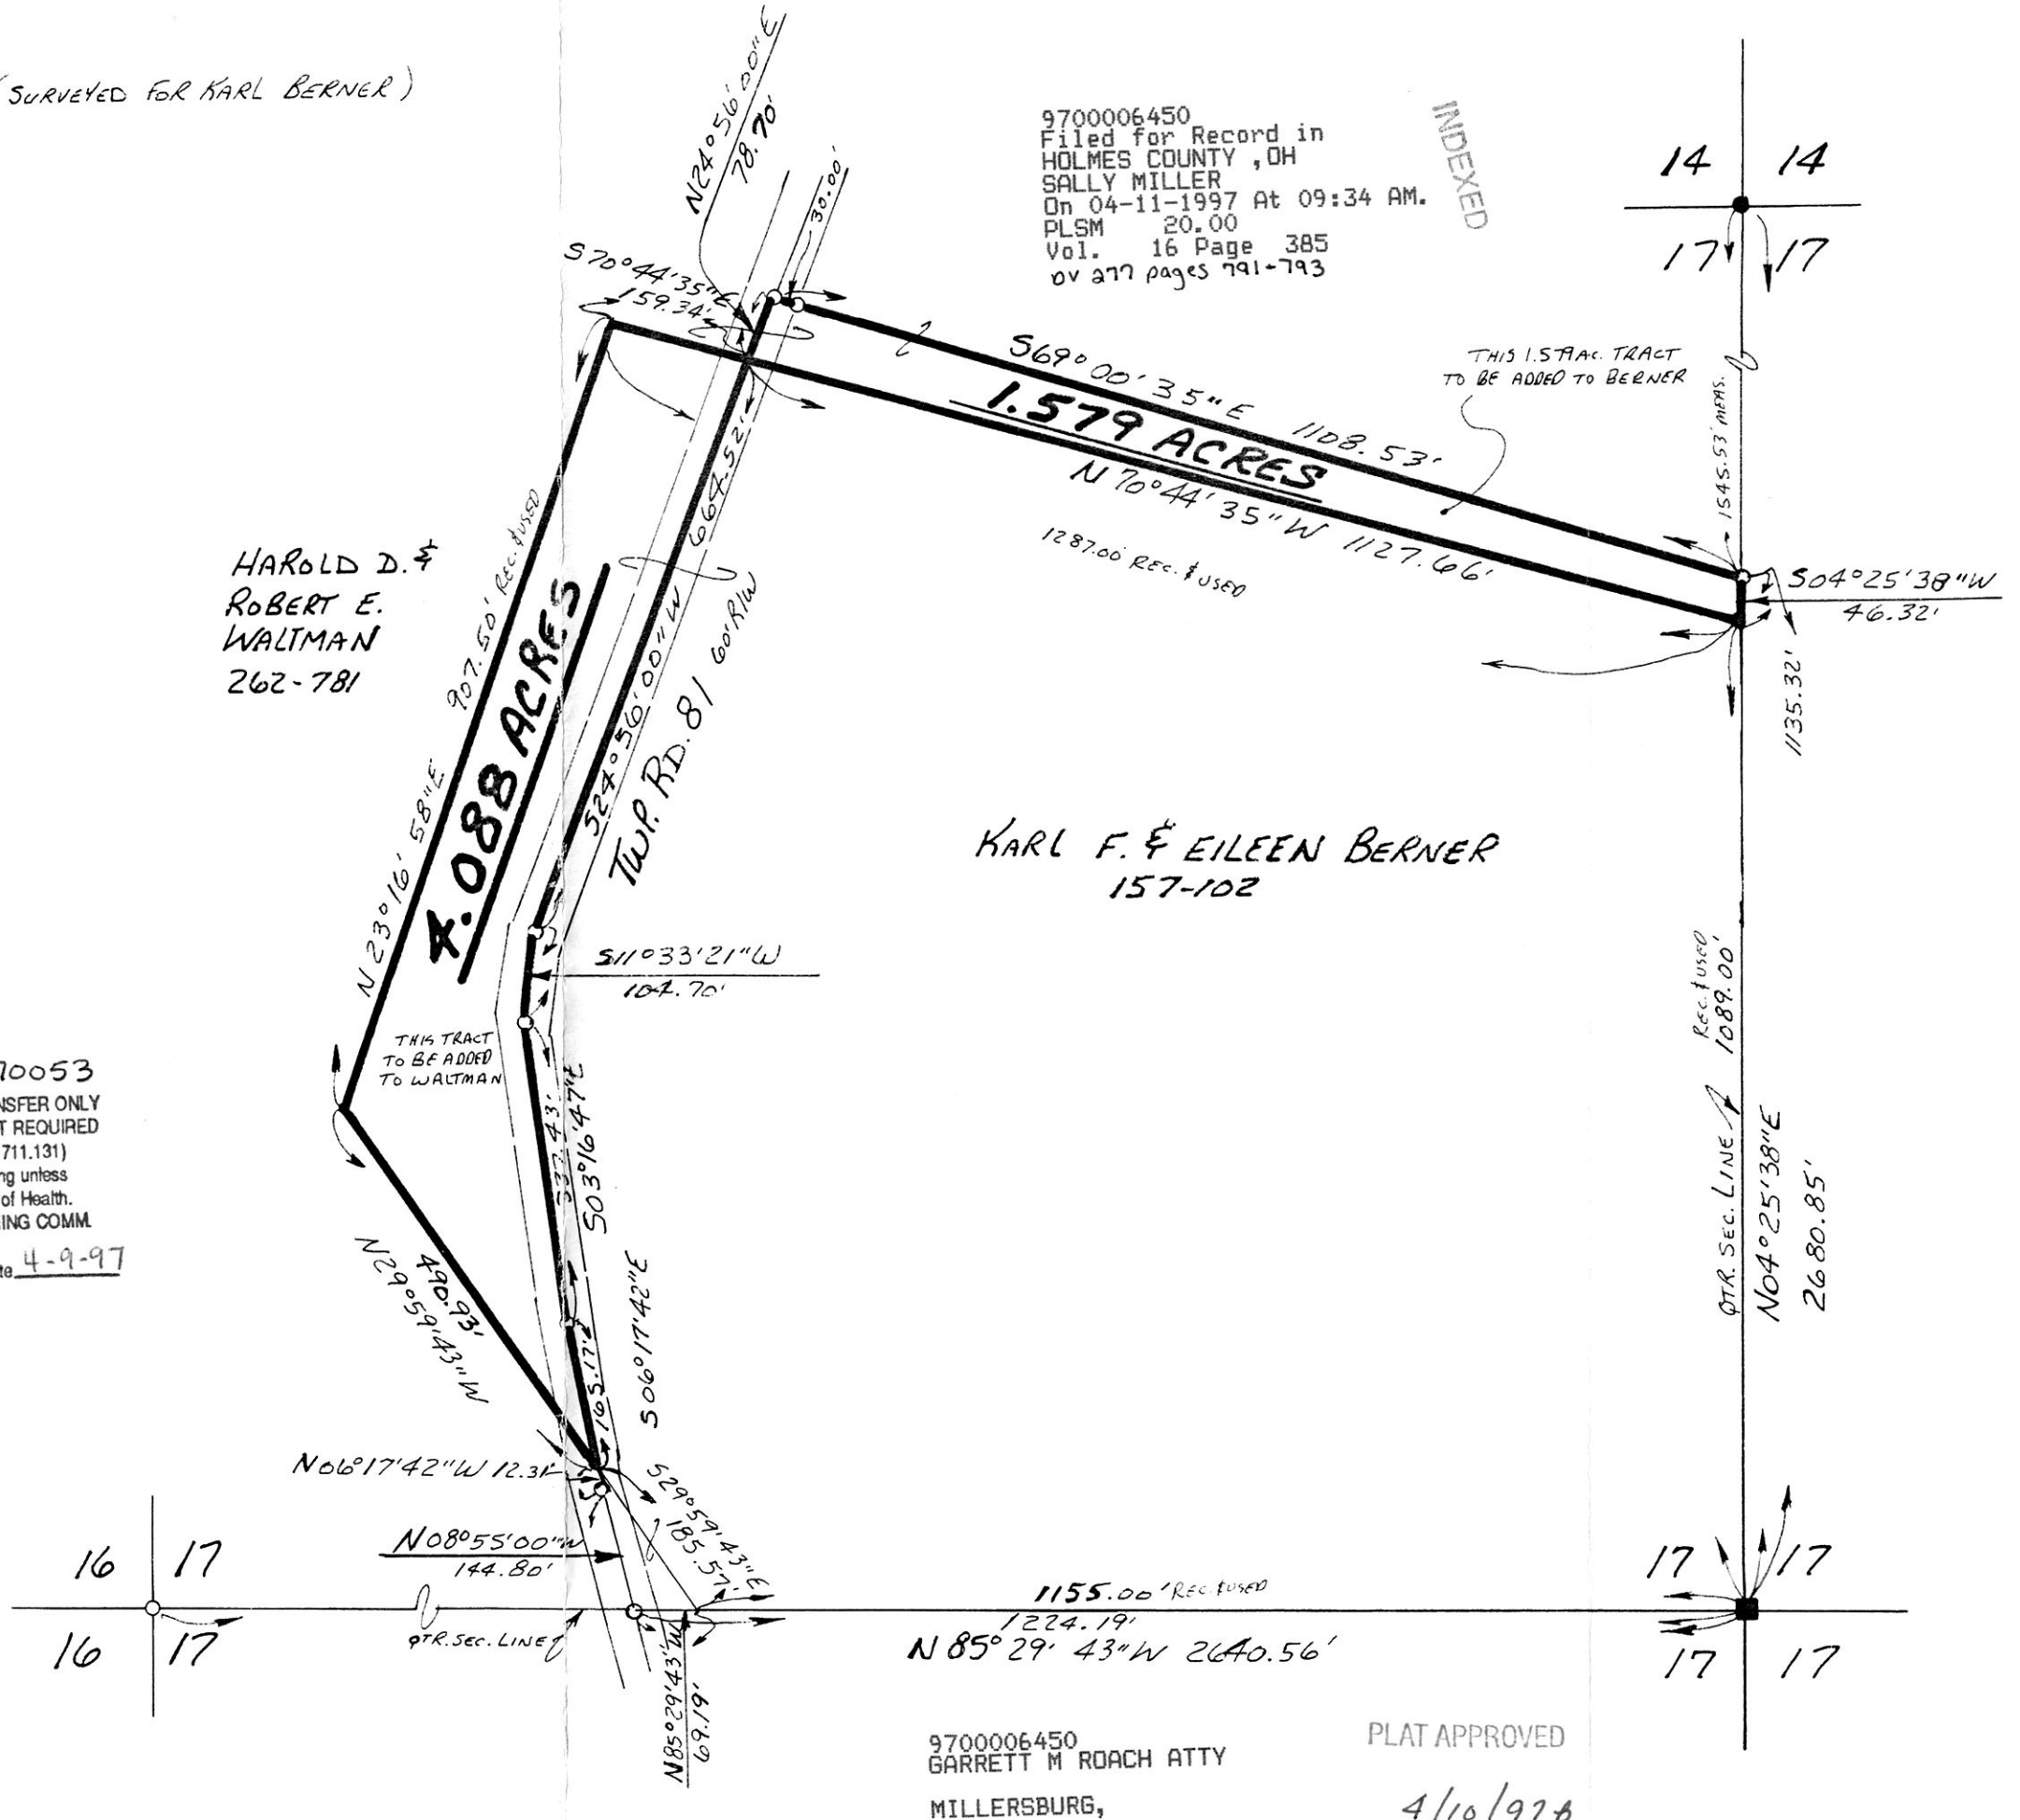 (SURVEYED FOR KARL BERNER)
N24°56'00"E
78.70'
30.00'
9700006450
Filed for Record in
HOLMES COUNTY ,OH
SALLY MILLER
On 04-11-1997 At 09:34 AM.
PLSM 20.00
Vol. 16 Page 385
OV 277 pages 791-793
INDEXED
14 14
17 17
S70°44'35"E
159.34'
S69°00'35"E 1108.53'
1.579 ACRES
N70°44'35"W 1127.66'
1287.00' REC. & USED
THIS 1.579 AC. TRACT
TO BE ADDED TO BERNER
1545.53' MEAS.
S04°25'38"W
46.32'
1135.32'
HAROLD D. &
ROBERT E.
WALTMAN
262-781
907.50' REC. & USED
N23°16'58"E
4.088 ACRES
664.52'
S24°56'00"W
TWP. RD. 81 60' R/W
KARL F. & EILEEN BERNER
157-102
S11°33'21"W
104.70'
THIS TRACT
TO BE ADDED
TO WALTMAN
337.43'
S03°16'47"E
REC. & USED
1089.00'
QTR. SEC. LINE
N04°25'38"E
2680.85'
70053
NSFER ONLY
T REQUIRED
711.131)
ng unless
of Health.
ING COMM.
te 4-9-97
490.93'
N29°59'43"W
165.17'
S06°17'42"E
N06°17'42"W 12.31'
S29°59'43"E
185.57'
N08°55'00"W
144.80'
16 17
16 17
QTR. SEC. LINE
N85°29'43"W
69.19'
1155.00' REC. & USED
1224.19'
N85°29'43"W 2640.56'
17 17
17 17
9700006450
GARRETT M ROACH ATTY
MILLERSBURG,
PLAT APPROVED
4/10/97